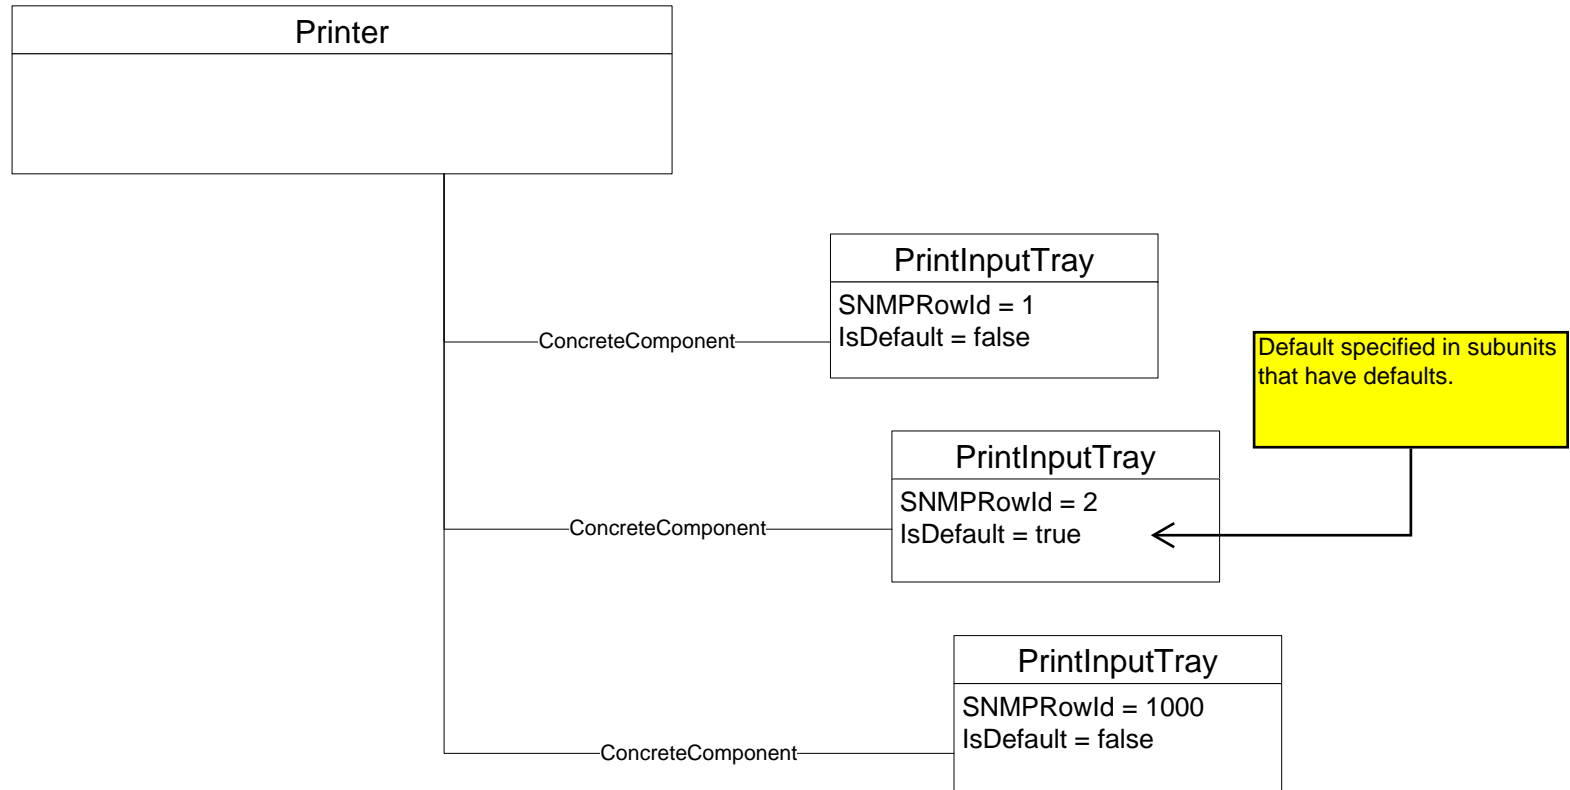 Printer
PrintInputTray
SNMPRowId = 1
IsDefault = false
ConcreteComponent
Default specified in subunits
that have defaults.
PrintInputTray
SNMPRowId = 2
IsDefault = true
ConcreteComponent
PrintInputTray
SNMPRowId = 1000
IsDefault = false
ConcreteComponent